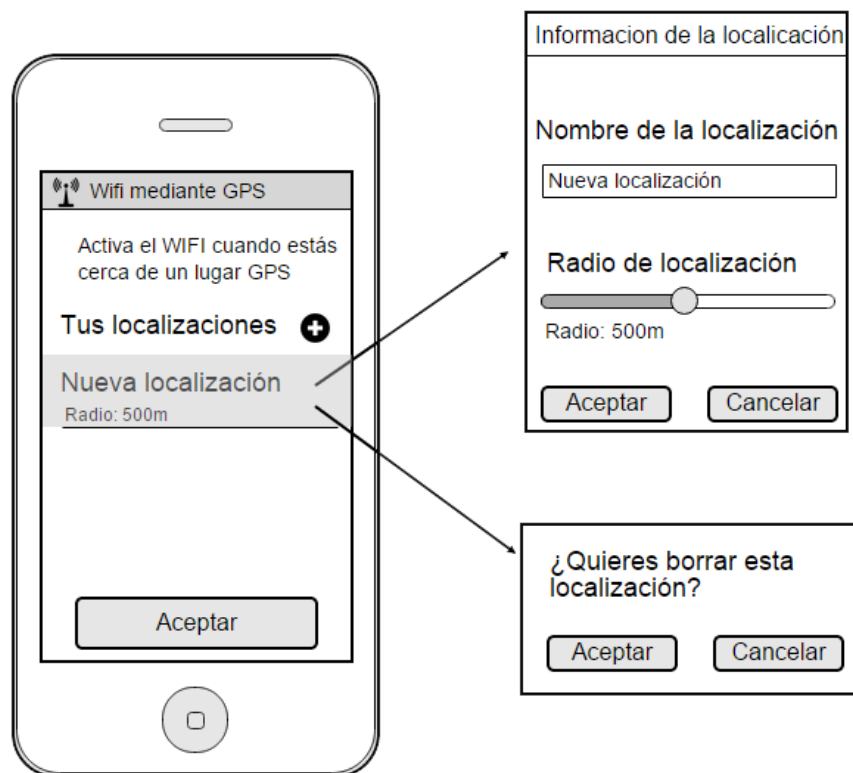 Wifi mediante GPS
Activa el WIFI cuando estás
cerca de un lugar GPS
Tus localizaciones
Nueva localización
Radio: 500m
Aceptar
Informacion de la localicación
Nombre de la localización
Nueva localización
Radio de localización
Radio: 500m
Aceptar Cancelar
¿Quieres borrar esta
localización?
Aceptar Cancelar